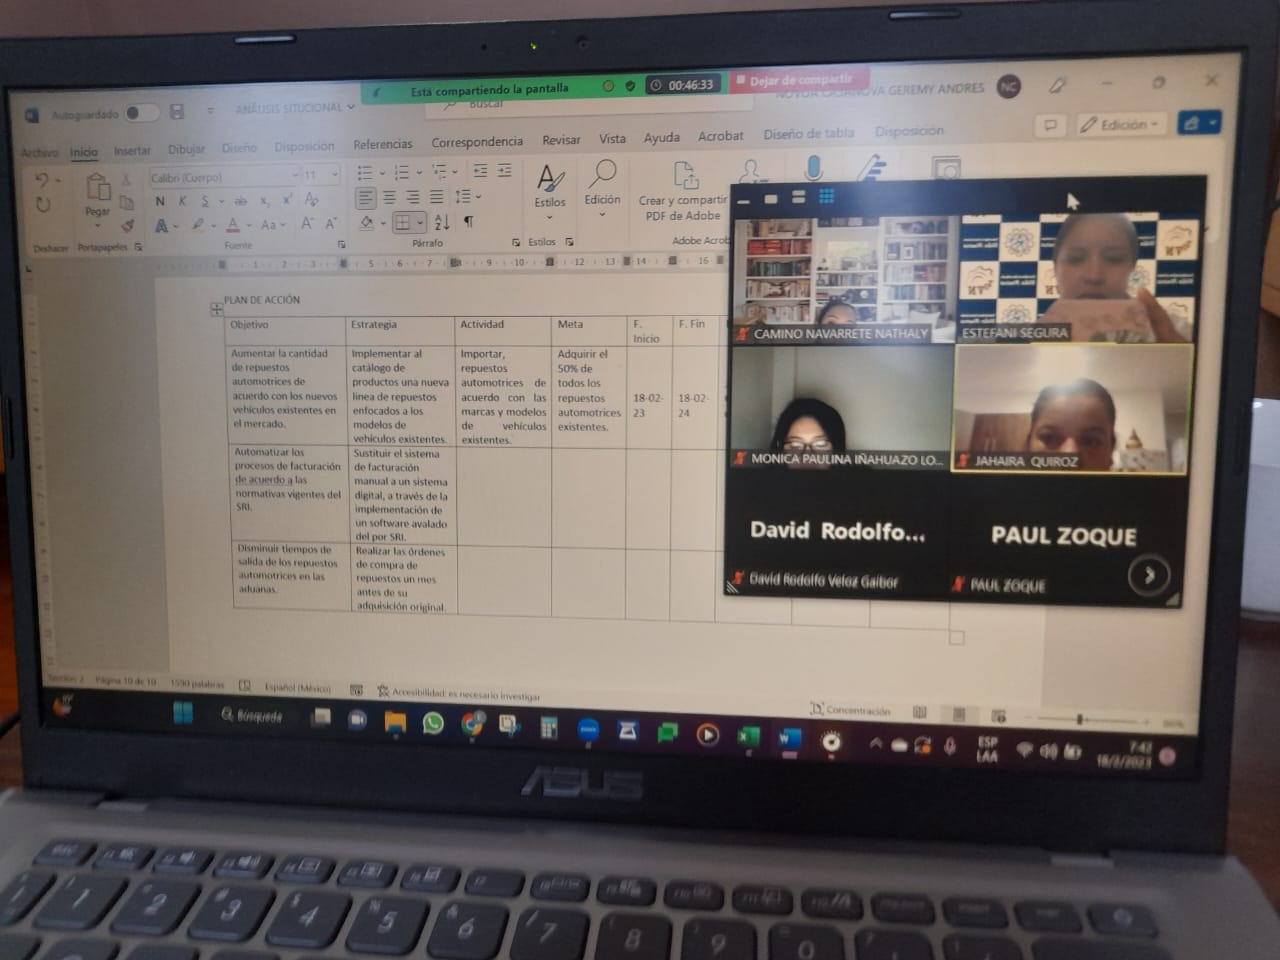 Está compartiendo la pantalla
00:46:33
Dejar de compartir
Autoguardado
ANÁLISIS SITUCIONAL
Buscar
GEREMY ANDRES
NC
Archivo Inicio Insertar Dibujar Diseño Disposición Referencias Correspondencia Revisar Vista Ayuda Acrobat Diseño de tabla Disposición
Edición
Pegar
Calibri (Cuerpo) 11
Estilos
Edición
Crear y compartir
PDF de Adobe
Deshacer Portapapeles Fuente Párrafo Estilos Adobe Acrob
PLAN DE ACCIÓN
Objetivo
Estrategia
Actividad
Meta
F.
Inicio
F. Fin
Aumentar la cantidad
de repuestos
automotrices de
acuerdo con los nuevos
vehículos existentes en
el mercado.
Implementar al
catálogo de
productos una nueva
línea de repuestos
enfocados a los
modelos de
vehículos existentes.
Importar,
repuestos
automotrices de
acuerdo con las
marcas y modelos
de vehículos
existentes.
Adquirir el
50% de
todos los
repuestos
automotrices
existentes.
18-02-
23
18-02-
24
Automatizar los
procesos de facturación
de acuerdo a las
normativas vigentes del
SRI.
Sustituir el sistema
de facturación
manual a un sistema
digital, a través de la
implementación de
un software avalado
del por SRI.
Disminuir tiempos de
salida de los repuestos
automotrices en las
aduanas.
Realizar las órdenes
de compra de
repuestos un mes
antes de su
adquisición original.
CAMINO NAVARRETE NATHALY
ESTEFANI SEGURA
MONICA PAULINA IÑAHUAZO LO...
JAHAIRA QUIROZ
David Rodolfo...
PAUL ZOQUE
David Rodolfo Veloz Gaibor
PAUL ZOQUE
Página 10 de 10 1590 palabras Español (México) Accesibilidad: es necesario investigar
Concentración
Búsqueda
ESP
LAA
7:43
18/2/2023
ASUS